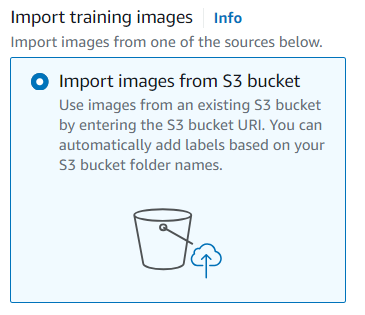 Import training images Info
Import images from one of the sources below.
Import images from S3 bucket
Use images from an existing S3 bucket
by entering the S3 bucket URI. You can
automatically add labels based on your
S3 bucket folder names.